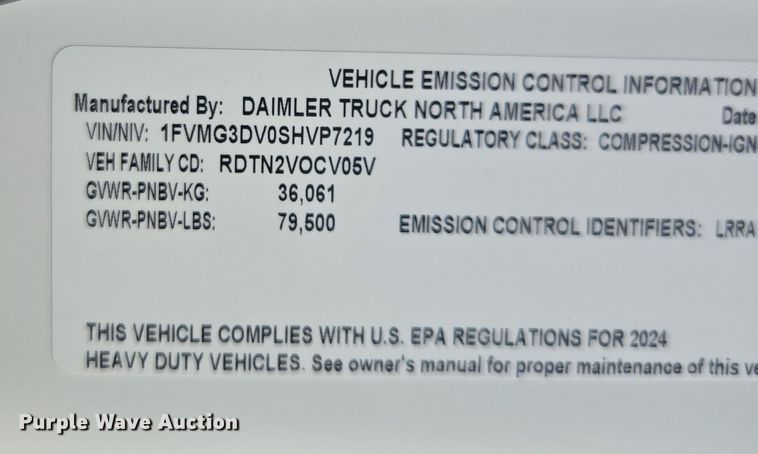 VEHICLE EMISSION CONTROL INFORMATION
Manufactured By: DAIMLER TRUCK NORTH AMERICA LLC Date
VIN/NIV: 1FVMG3DV0SHVP7219 REGULATORY CLASS: COMPRESSION-IGN
VEH FAMILY CD: RDTN2VOCV05V
GVWR-PNBV-KG: 36,061
GVWR-PNBV-LBS: 79,500 EMISSION CONTROL IDENTIFIERS: LRRA
THIS VEHICLE COMPLIES WITH U.S. EPA REGULATIONS FOR 2024
HEAVY DUTY VEHICLES. See owner's manual for proper maintenance of this ve
Purple Wave Auction